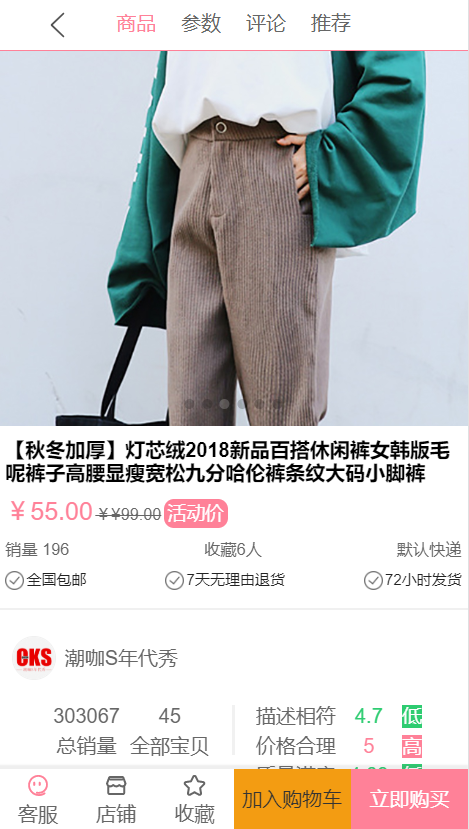 商品 参数 评论 推荐
【秋冬加厚】灯芯绒2018新品百搭休闲裤女韩版毛
呢裤子高腰显瘦宽松九分哈伦裤条纹大码小脚裤
￥55.00 ￥¥99.00 活动价
销量 196 收藏6人 默认快递
全国包邮 7天无理由退货 72小时发货
CKS 潮咖S年代秀
303067 45 描述相符 4.7 低
总销量 全部宝贝 价格合理 5 高
客服 店铺 收藏 加入购物车 立即购买